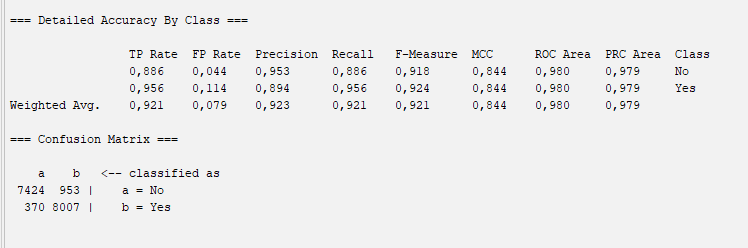 === Detailed Accuracy By Class ===
TP Rate  FP Rate  Precision  Recall  F-Measure  MCC  ROC Area  PRC Area  Class
0,886  0,044  0,953  0,886  0,918  0,844  0,980  0,979  No
0,956  0,114  0,894  0,956  0,924  0,844  0,980  0,979  Yes
Weighted Avg.  0,921  0,079  0,923  0,921  0,921  0,844  0,980  0,979
=== Confusion Matrix ===
a  b  <-- classified as
7424  953 |  a = No
370 8007 |  b = Yes